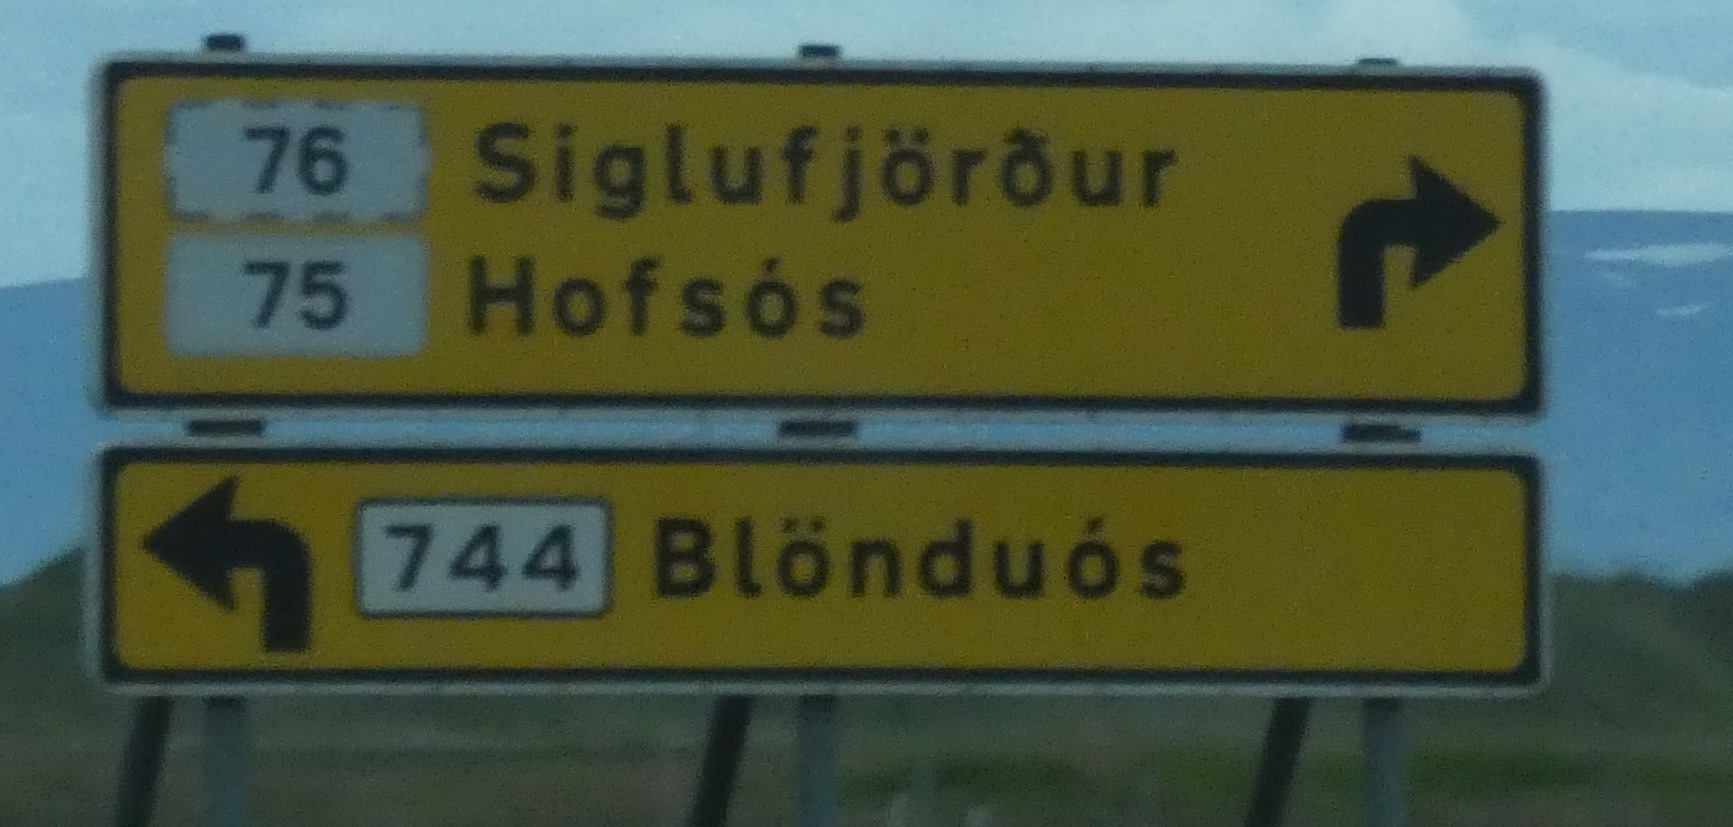 76 Siglufjörður
75 Hofsós
744 Blönduós